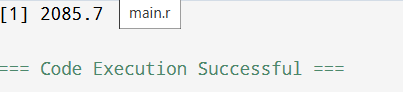 [1] 2085.7
main.r
=== Code Execution Successful ===